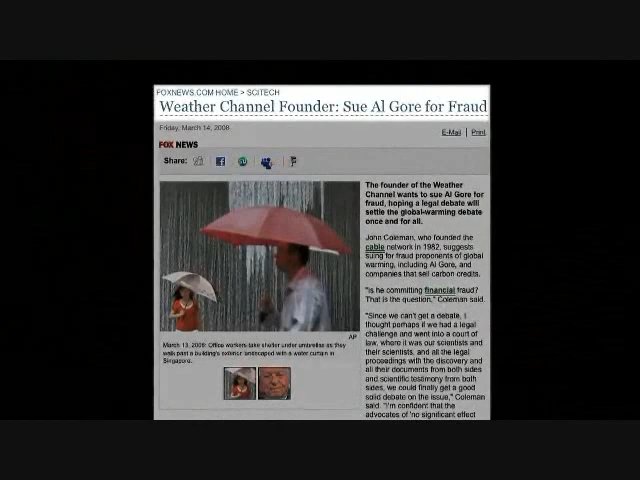 FOXNEWS.COM HOME > SCITECH
Weather Channel Founder: Sue Al Gore for Fraud
Friday, March 14, 2008
E-Mail | Print
FOX NEWS
Share:
The founder of the Weather
Channel wants to sue Al Gore for
fraud, hoping a legal debate will
settle the global-warming debate
once and for all.
John Coleman, who founded the
cable network in 1982, suggests
suing for fraud proponents of global
warming, including Al Gore, and
companies that sell carbon credits.
"Is he committing financial fraud?
That is the question," Coleman said.
"Since we can't get a debate, I
thought perhaps if we had a legal
challenge and went into a court of
law, where it was our scientists and
their scientists, and all the legal
proceedings with the discovery and
all their documents from both sides
and scientific testimony from both
sides, we could finally get a good
solid debate on the issue," Coleman
said. "I'm confident that the
advocates of 'no significant effect
AP
March 13, 2008: Office workers take shelter under umbrellas as they
walk past a building's exterior landscaped with a water curtain in
Singapore.